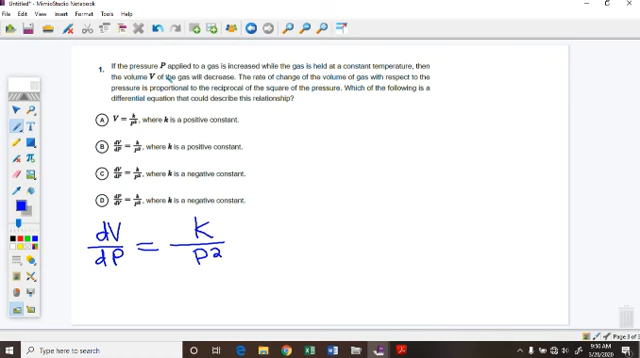 Untitled* - MimioStudio Notebook
File Edit View Insert Format Tools Help
1. If the pressure P applied to a gas is increased while the gas is held at a constant temperature, then
the volume V of the gas will decrease. The rate of change of the volume of gas with respect to the
pressure is proportional to the reciprocal of the square of the pressure. Which of the following is a
differential equation that could describe this relationship?
A V = k/P², where k is a positive constant.
B dV/dP = k/P², where k is a positive constant.
C dV/dP = k/P², where k is a negative constant.
D dP/dV = k/P², where k is a negative constant.
dV/dP = K/P²
Page 3 of 3
Type here to search
9:50 AM
3/29/2020